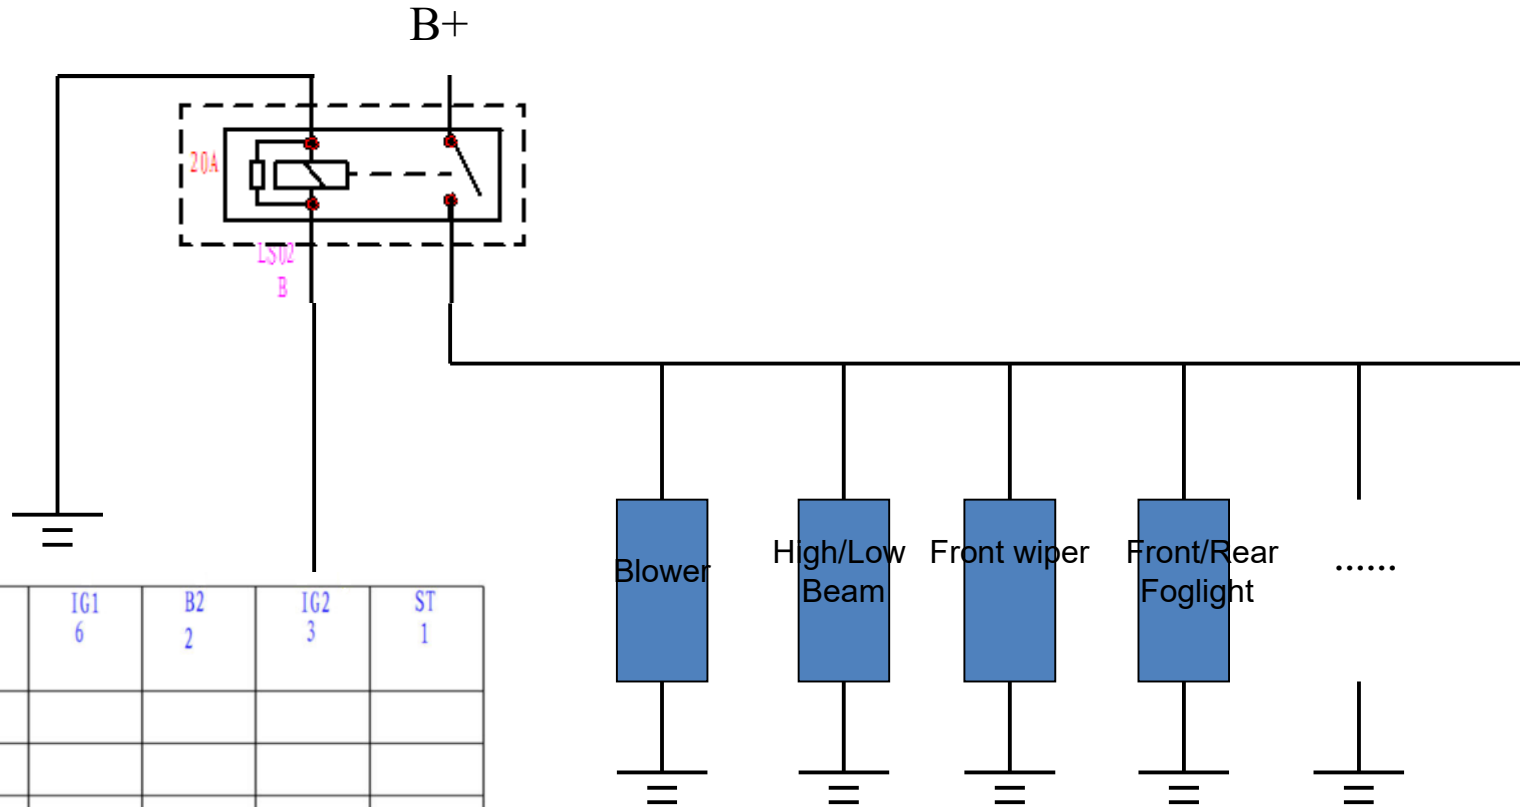 B+
20A
LS02
B
IG1
6
B2
2
IG2
3
ST
1
Blower
High/Low
Beam
Front wiper
Front/Rear
Foglight
......